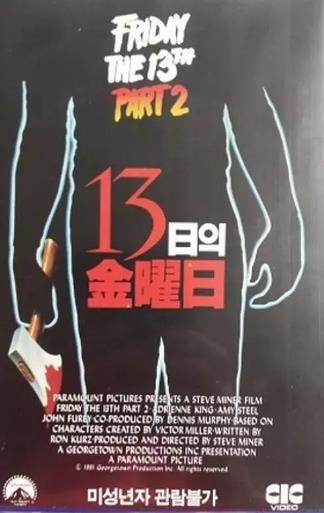 FRIDAY
THE 13TH
PART 2
13日의
金曜日
PARAMOUNT PICTURES PRESENTS A STEVE MINER FILM
FRIDAY THE 13TH PART 2·ADRIENNE KING·AMY STEEL
JOHN FUREY·CO-PRODUCED BY DENNIS MURPHY·BASED ON
CHARACTERS CREATED BY VICTOR MILLER·WRITTEN BY
RON KURZ·PRODUCED AND DIRECTED BY STEVE MINER
A GEORGETOWN PRODUCTIONS INC PRESENTATION
A PARAMOUNT PICTURE
© 1981 Georgetown Production Inc. All rights reserved.
미성년자 관람불가
CIC
VIDEO